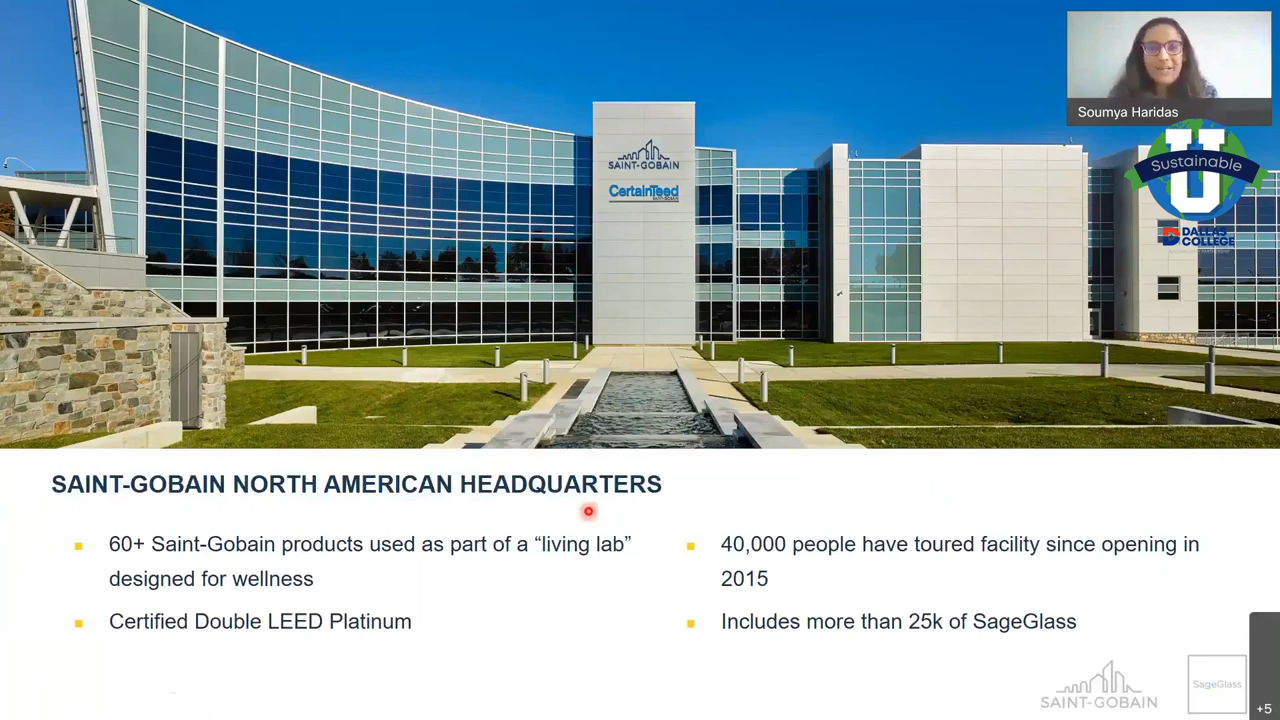 SAINT-GOBAIN
CertainTeed
SAINT-GOBAIN
Soumya Haridas
Sustainable
U
DALLAS
COLLEGE
SAINT-GOBAIN NORTH AMERICAN HEADQUARTERS
60+ Saint-Gobain products used as part of a “living lab”
designed for wellness
Certified Double LEED Platinum
40,000 people have toured facility since opening in
2015
Includes more than 25k of SageGlass
SAINT-GOBAIN
SageGlass
+5